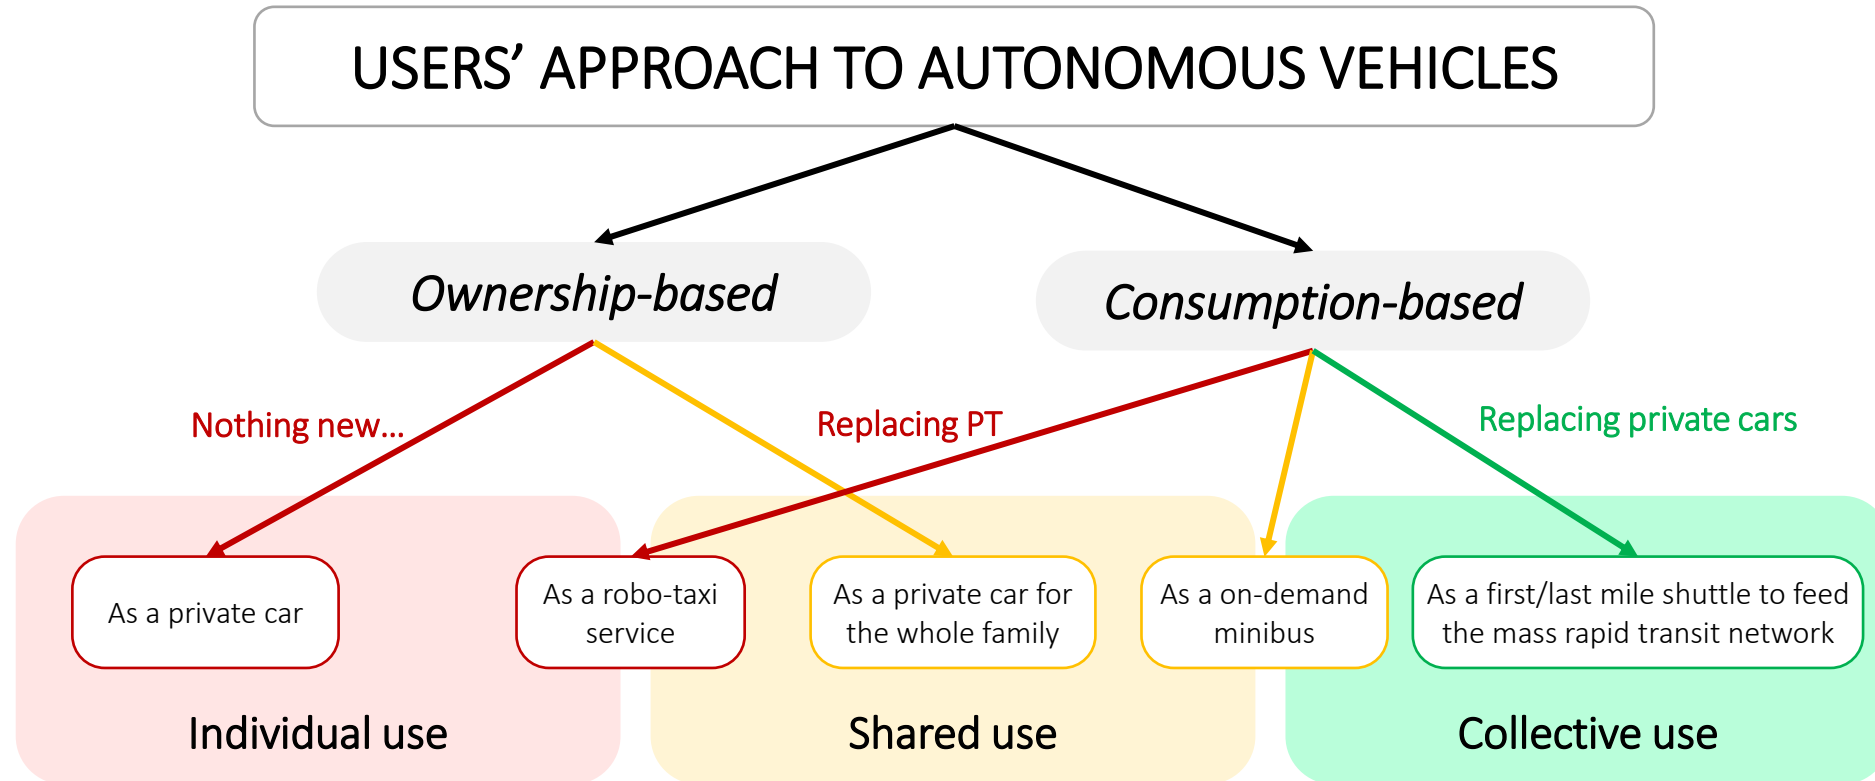 USERS’ APPROACH TO AUTONOMOUS VEHICLES
Ownership-based
Consumption-based
Nothing new...
Replacing PT
Replacing private cars
As a private car
As a robo-taxi
service
As a private car for
the whole family
As a on-demand
minibus
As a first/last mile shuttle to feed
the mass rapid transit network
Individual use
Shared use
Collective use